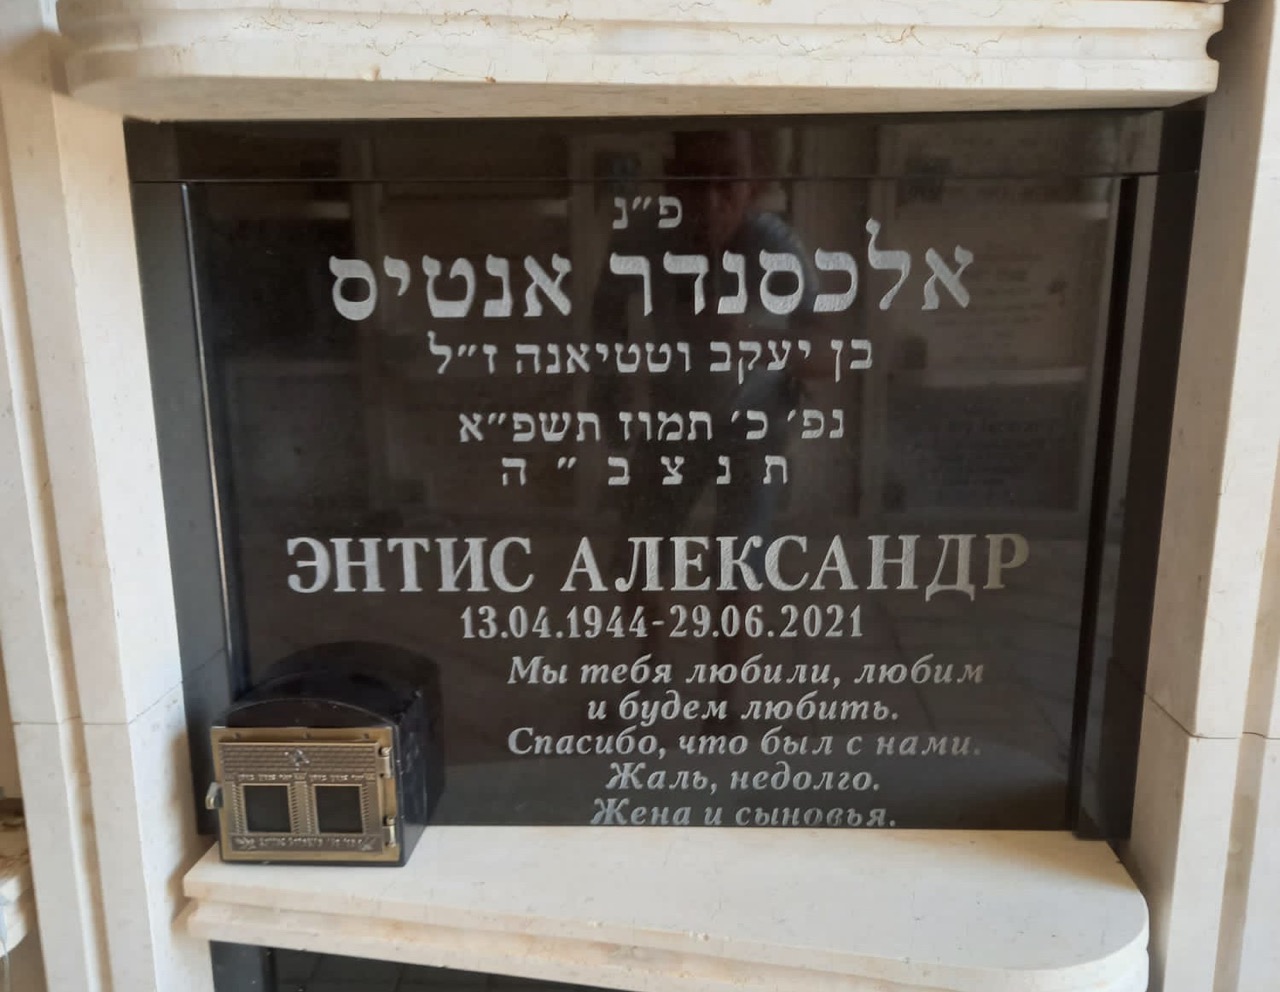 פ״נ
אלכסנדר אנטיס
בן יעקב וטטיאנה ז״ל
נפ׳ כ׳ תמוז תשפ״א
ת נ צ ב ״ ה
ЭНТИС АЛЕКСАНДР
13.04.1944-29.06.2021
Мы тебя любили, любим
и будем любить.
Спасибо, что был с нами.
Жаль, недолго.
Жена и сыновья.